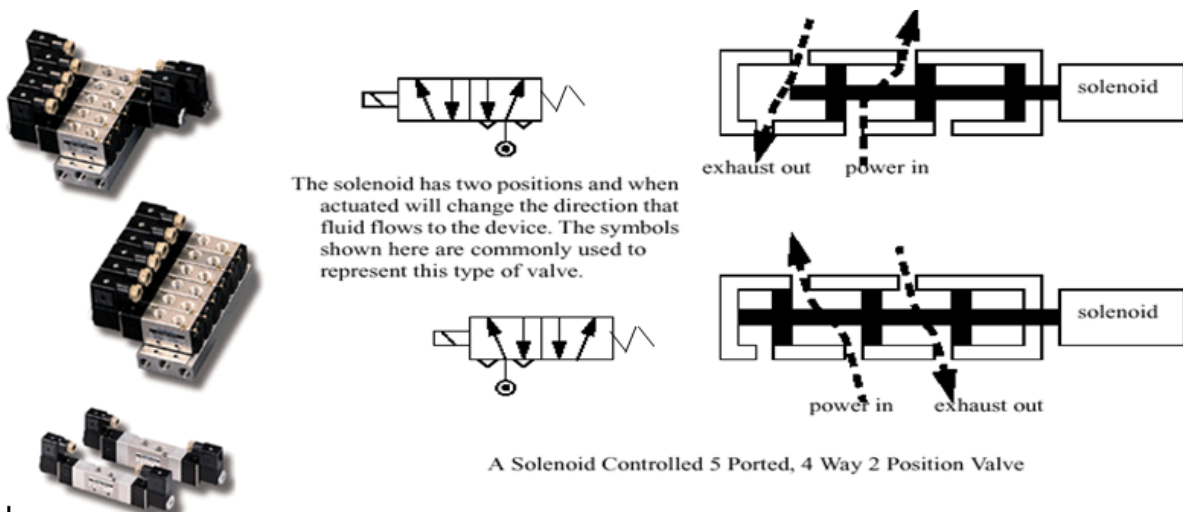 solenoid
exhaust out
power in
The solenoid has two positions and when
actuated will change the direction that
fluid flows to the device. The symbols
shown here are commonly used to
represent this type of valve.
solenoid
power in
exhaust out
A Solenoid Controlled 5 Ported, 4 Way 2 Position Valve